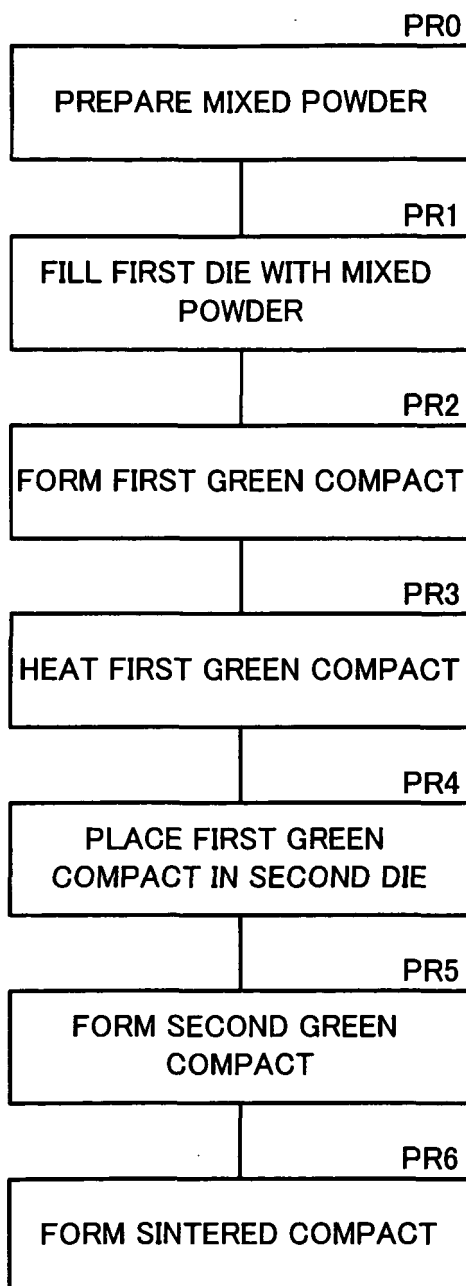 PR0
PREPARE MIXED POWDER
PR1
FILL FIRST DIE WITH MIXED
POWDER
PR2
FORM FIRST GREEN COMPACT
PR3
HEAT FIRST GREEN COMPACT
PR4
PLACE FIRST GREEN
COMPACT IN SECOND DIE
PR5
FORM SECOND GREEN
COMPACT
PR6
FORM SINTERED COMPACT